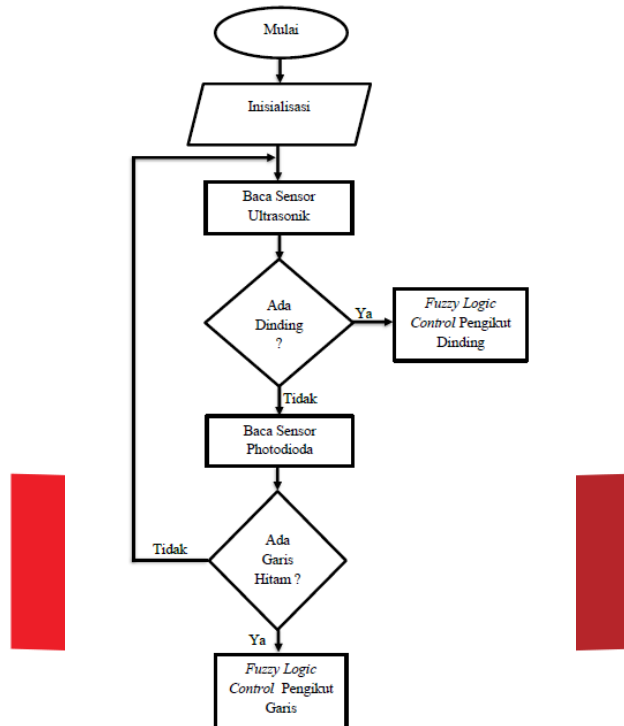 Mulai
Inisialisasi
Baca Sensor
Ultrasonik
Ada
Dinding
?
Ya
Fuzzy Logic
Control Pengikut
Dinding
Tidak
Baca Sensor
Photodioda
Ada
Garis
Hitam ?
Tidak
Ya
Fuzzy Logic
Control Pengikut
Garis